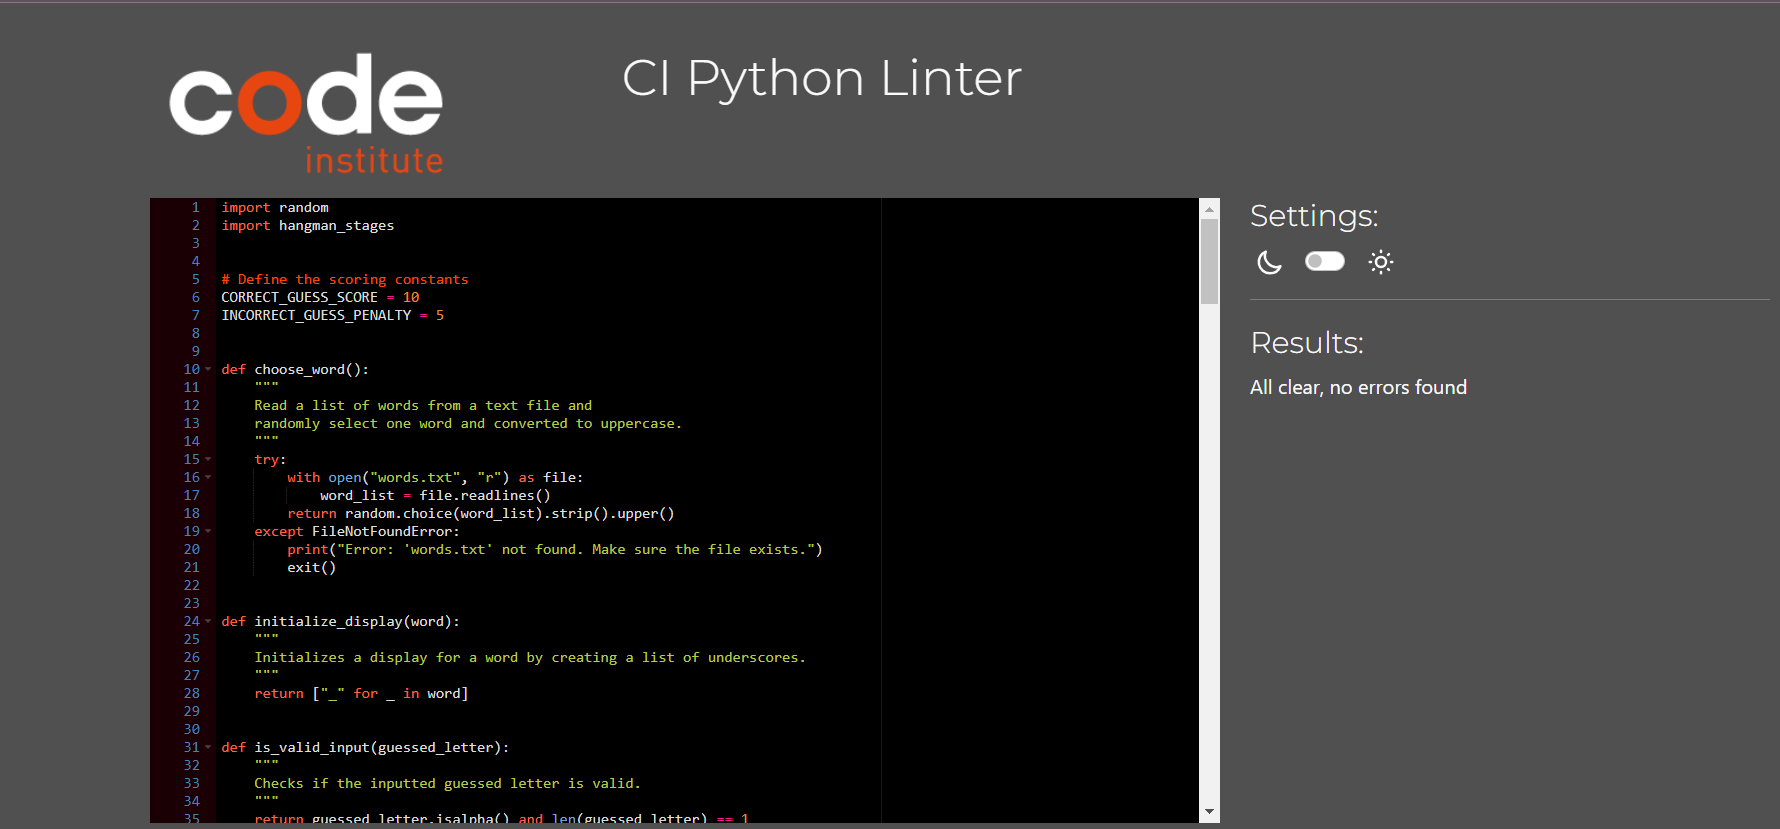 code
institute
CI Python Linter
1 import random
2 import hangman_stages
3
4
5 # Define the scoring constants
6 CORRECT_GUESS_SCORE = 10
7 INCORRECT_GUESS_PENALTY = 5
8
9
10 def choose_word():
11     """
12     Read a list of words from a text file and
13     randomly select one word and converted to uppercase.
14     """
15     try:
16         with open("words.txt", "r") as file:
17             word_list = file.readlines()
18         return random.choice(word_list).strip().upper()
19     except FileNotFoundError:
20         print("Error: 'words.txt' not found. Make sure the file exists.")
21         exit()
22
23
24 def initialize_display(word):
25     """
26     Initializes a display for a word by creating a list of underscores.
27     """
28     return ["_" for _ in word]
29
30
31 def is_valid_input(guessed_letter):
32     """
33     Checks if the inputted guessed letter is valid.
34     """
35     return guessed_letter.isalpha() and len(guessed_letter) == 1
Settings:
Results:
All clear, no errors found